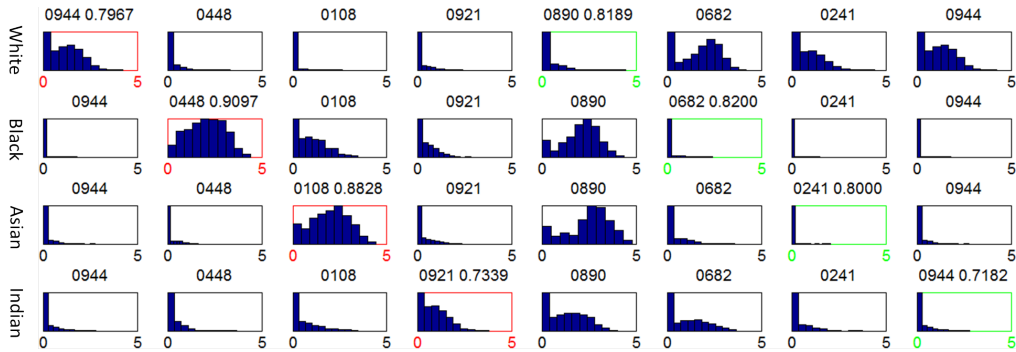 White
0944 0.7967 0448 0108 0921 0890 0.8189 0682 0241 0944
0 5 0 5 0 5 0 5 0 5 0 5 0 5 0 5
Black
0944 0448 0.9097 0108 0921 0890 0682 0.8200 0241 0944
0 5 0 5 0 5 0 5 0 5 0 5 0 5 0 5
Asian
0944 0448 0108 0.8828 0921 0890 0682 0241 0.8000 0944
0 5 0 5 0 5 0 5 0 5 0 5 0 5 0 5
Indian
0944 0448 0108 0921 0.7339 0890 0682 0241 0944 0.7182
0 5 0 5 0 5 0 5 0 5 0 5 0 5 0 5